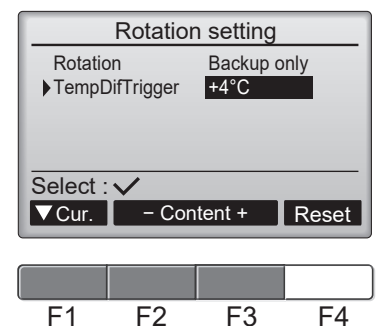 Rotation setting
Rotation Backup only
TempDifTrigger +4°C
Select :
▼Cur. − Content + Reset
F1 F2 F3 F4